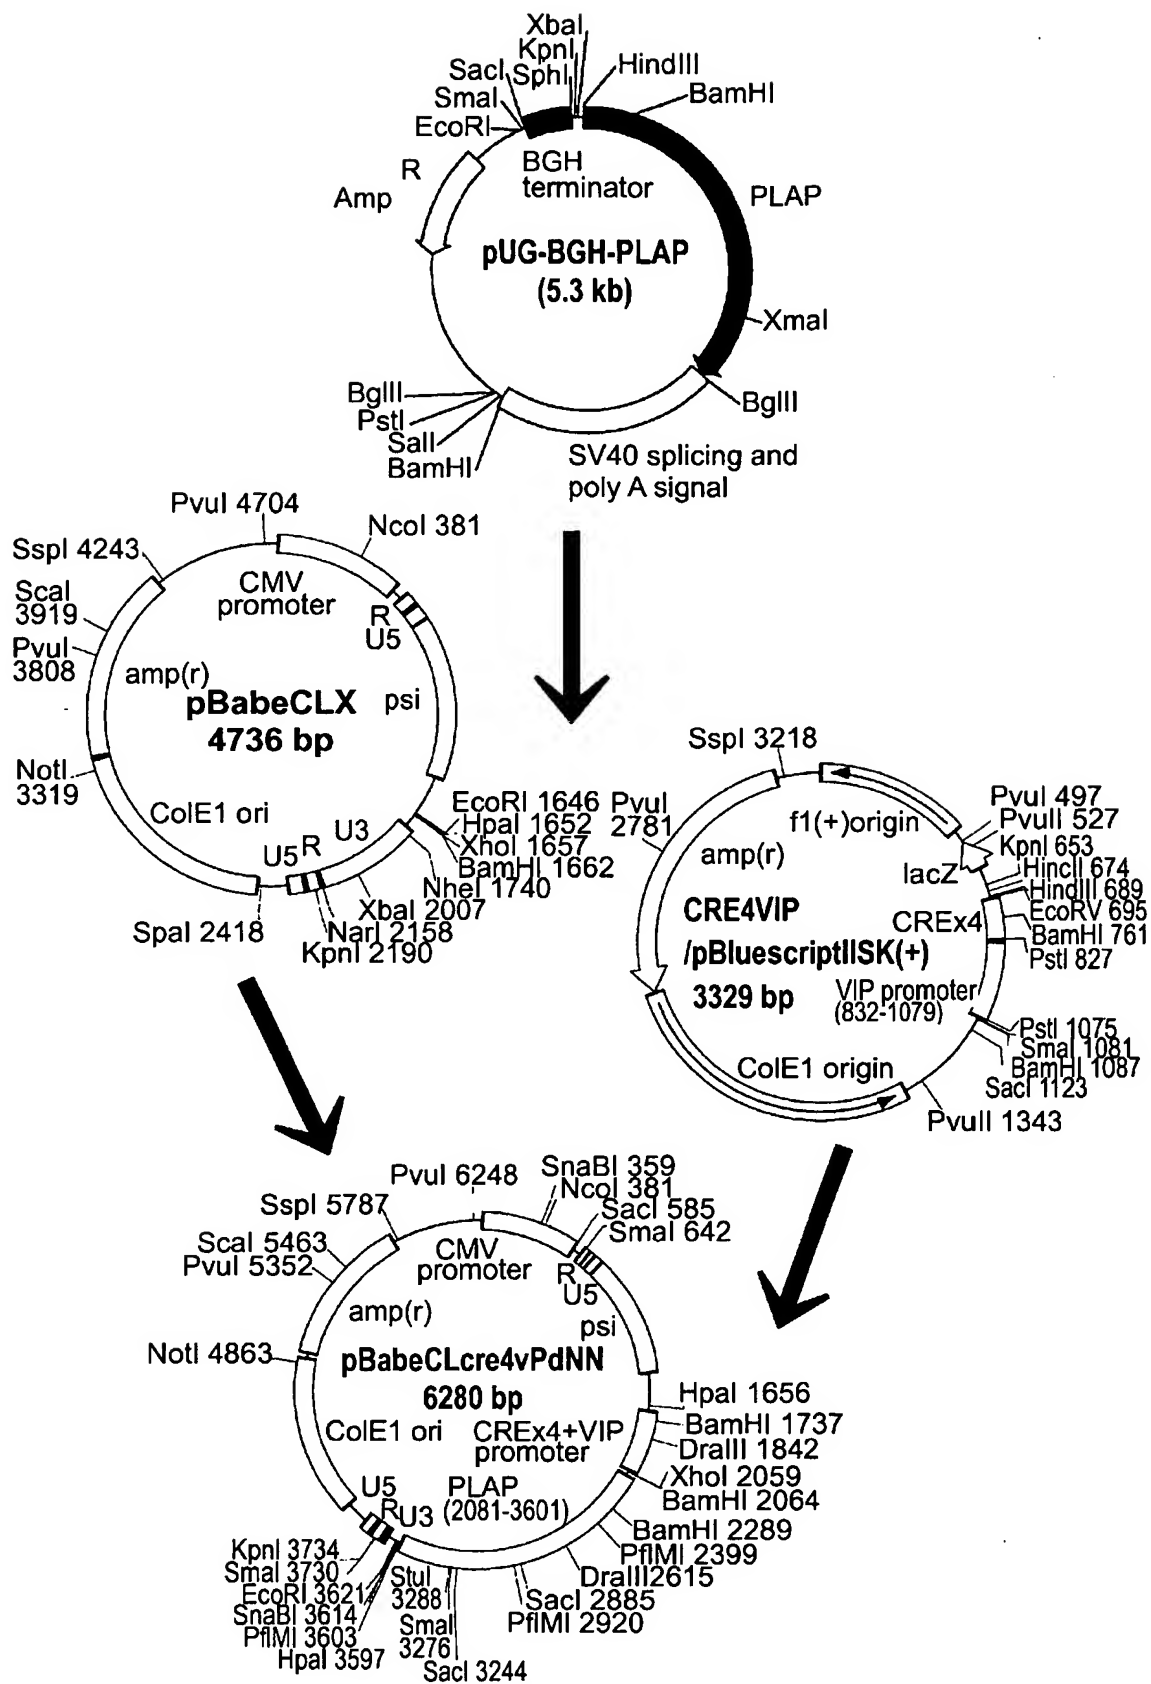 XbaI
KpnI
SphI
SacI
SmaI
EcoRI
HindIII
BamHI
R
Amp
BGH
terminator
PLAP
pUG-BGH-PLAP
(5.3 kb)
XmaI
BglII
PstI
SalI
BamHI
BglII
SV40 splicing and
poly A signal
PvuI 4704
NcoI 381
SspI 4243
ScaI
3919
PvuI
3808
CMV
promoter
R
U5
amp(r)
psi
pBabeCLX
4736 bp
NotI
3319
ColE1 ori
U5
R
U3
EcoRI 1646
HpaI 1652
XhoI 1657
BamHI 1662
NheI 1740
XbaI 2007
NarI 2158
KpnI 2190
SpaI 2418
SspI 3218
PvuI
2781
f1(+)origin
amp(r)
lacZ
PvuI 497
PvuII 527
KpnI 653
HincII 674
HindIII 689
EcoRV 695
BamHI 761
PstI 827
CREx4
CRE4VIP
/pBluescriptIISK(+)
3329 bp
VIP promoter
(832-1079)
PstI 1075
SmaI 1081
BamHI 1087
SacI 1123
ColE1 origin
PvuII 1343
PvuI 6248
SnaBI 359
NcoI 381
SacI 585
SmaI 642
SspI 5787
ScaI 5463
PvuI 5352
CMV
promoter
R
U5
amp(r)
psi
NotI 4863
pBabeCLcre4vPdNN
6280 bp
ColE1 ori
CREx4+VIP
promoter
HpaI 1656
BamHI 1737
DraIII 1842
XhoI 2059
BamHI 2064
BamHI 2289
PflMI 2399
DraIII2615
SacI 2885
PflMI 2920
U5
R
U3
PLAP
(2081-3601)
KpnI 3734
SmaI 3730
EcoRI 3621
SnaBI 3614
PflMI 3603
HpaI 3597
StuI
3288
SmaI
3276
SacI 3244